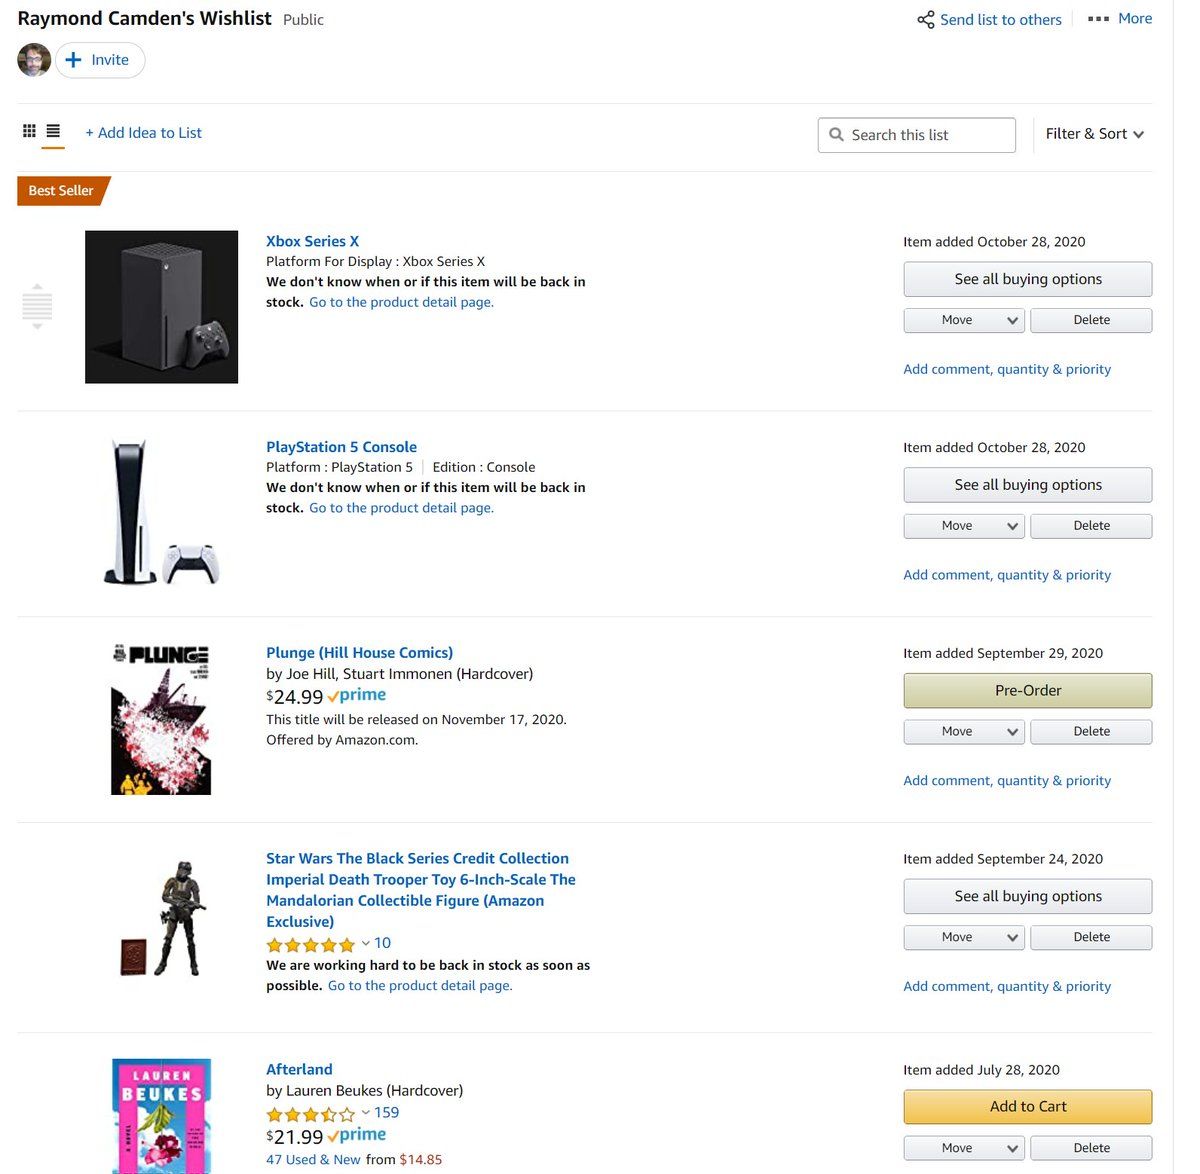 Raymond Camden's Wishlist Public
Send list to others More
+ Invite
+ Add Idea to List
Search this list
Filter & Sort
Best Seller
Xbox Series X
Platform For Display : Xbox Series X
We don't know when or if this item will be back in
stock. Go to the product detail page.
Item added October 28, 2020
See all buying options
Move Delete
Add comment, quantity & priority
PlayStation 5 Console
Platform : PlayStation 5 Edition : Console
We don't know when or if this item will be back in
stock. Go to the product detail page.
Item added October 28, 2020
See all buying options
Move Delete
Add comment, quantity & priority
PLUNGE
Plunge (Hill House Comics)
by Joe Hill, Stuart Immonen (Hardcover)
$24.99 prime
This title will be released on November 17, 2020.
Offered by Amazon.com.
Item added September 29, 2020
Pre-Order
Move Delete
Add comment, quantity & priority
Star Wars The Black Series Credit Collection
Imperial Death Trooper Toy 6-Inch-Scale The
Mandalorian Collectible Figure (Amazon
Exclusive)
10
We are working hard to be back in stock as soon as
possible. Go to the product detail page.
Item added September 24, 2020
See all buying options
Move Delete
Add comment, quantity & priority
LAUREN
BEUKES
A NOVEL
Afterland
by Lauren Beukes (Hardcover)
159
$21.99 prime
47 Used & New from $14.85
Item added July 28, 2020
Add to Cart
Move Delete